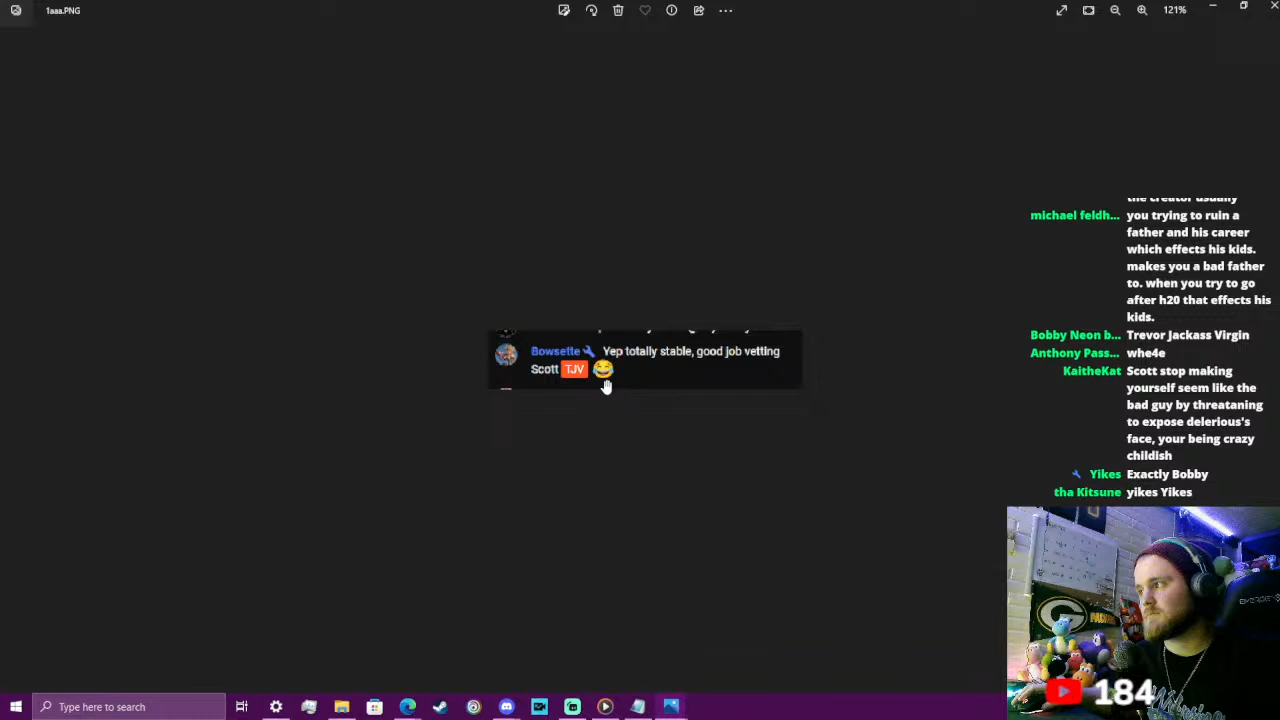 1aaa.PNG
121%
Bowsette Yep totally stable, good job vetting
Scott TJV 😂
the creator usually
michael feldh... you trying to ruin a
father and his career
which effects his kids.
makes you a bad father
to. when you try to go
after h20 that effects his
kids.
Bobby Neon b... Trevor Jackass Virgin
Anthony Pass... whe4e
KaitheKat Scott stop making
yourself seem like the
bad guy by threataning
to expose delerious's
face, your being crazy
childish
Yikes Exactly Bobby
tha Kitsune yikes Yikes
G
184
Type here to search